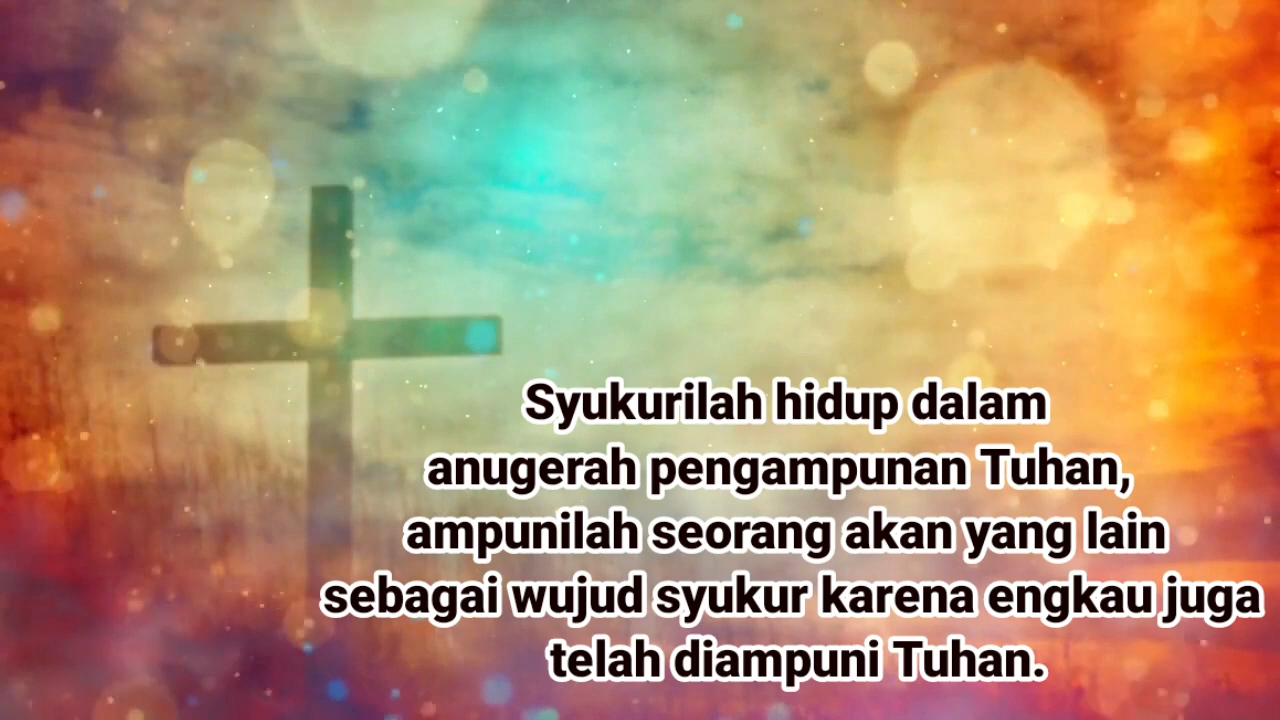 Syukurilah hidup dalam
anugerah pengampunan Tuhan,
ampunilah seorang akan yang lain
sebagai wujud syukur karena engkau juga
telah diampuni Tuhan.